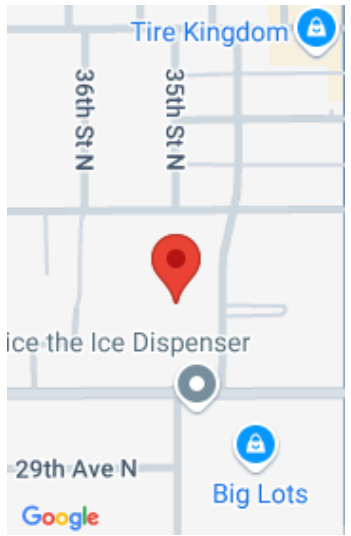 Tire Kingdom
36th St N
35th St N
ice the Ice Dispenser
29th Ave N
Big Lots
Google